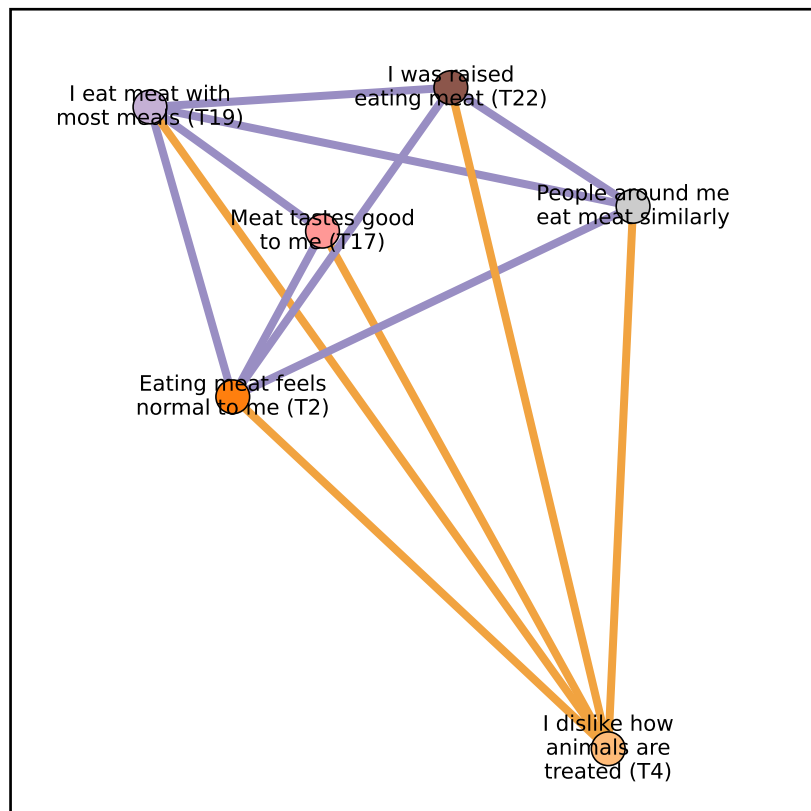 I was raised
eating meat (T22)
I eat meat with
most meals (T19)
People around me
eat meat similarly
Meat tastes good
to me (T17)
Eating meat feels
normal to me (T2)
I dislike how
animals are
treated (T4)